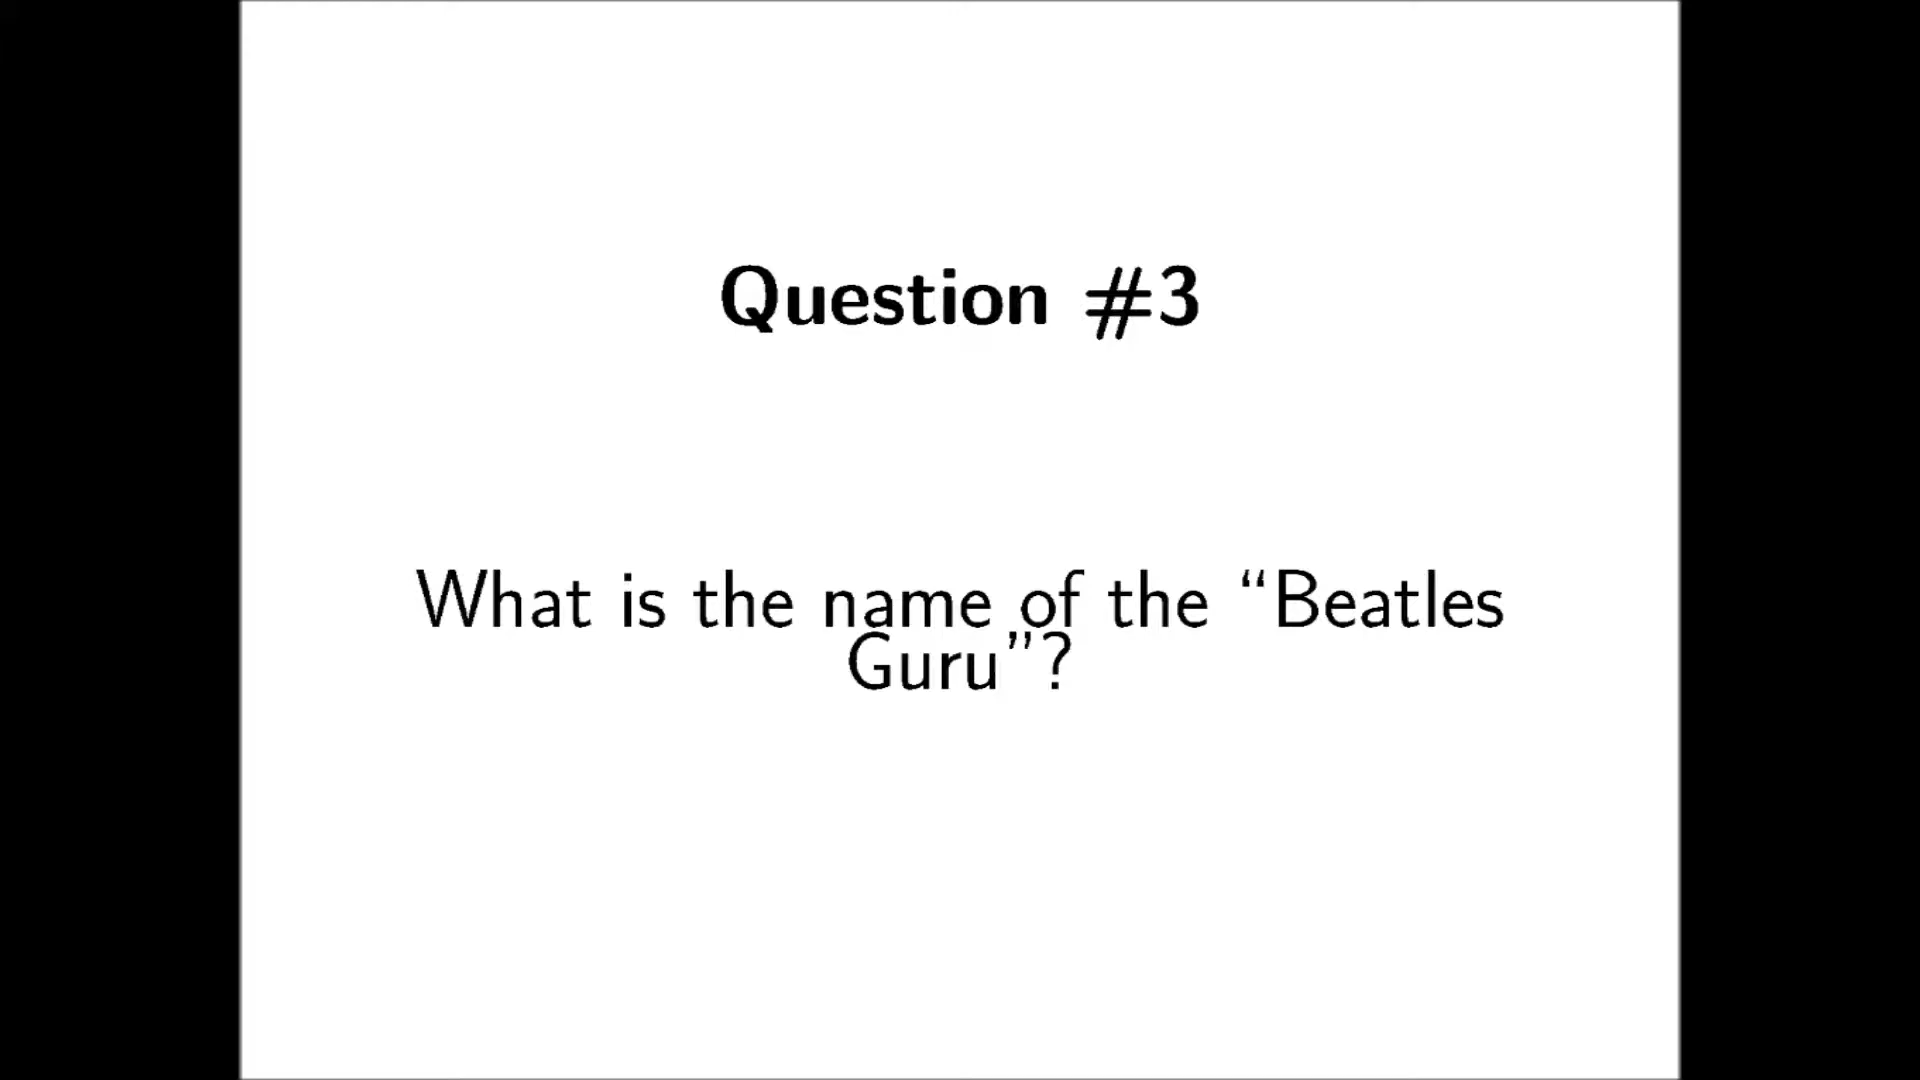 Question #3
What is the name of the “Beatles
Guru”?